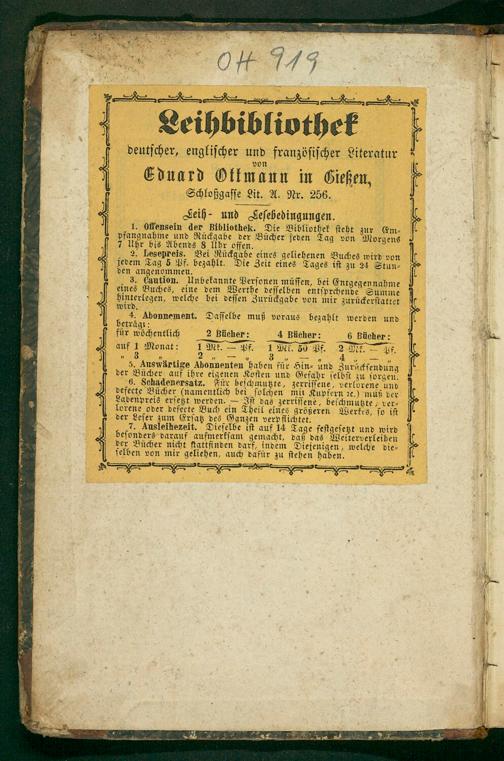 OH 919
Leihbibliothek
deutscher, englischer und französischer Literatur
von
Eduard Ottmann in Gießen,
Schloßgasse Lit. A. Nr. 256.
Leih- und Lesebedingungen.
1. Offensein der Bibliothek. Die Bibliothek steht zur Em-
pfangnahme und Rückgabe der Bücher jeden Tag von Morgens
7 Uhr bis Abends 8 Uhr offen.
2. Lesepreis. Bei Rückgabe eines geliehenen Buches wird von
jedem Tag 5 Pf. bezahlt. Die Zeit eines Tages ist zu 24 Stun-
den angenommen.
3. Caution. Unbekannte Personen müssen, bei Entgegennahme
eines Buches, eine dem Werthe desselben entsprechende Summe
hinterlegen, welche bei dessen Zurückgabe von mir zurückerstattet
wird.
4. Abonnement. Dasselbe muß voraus bezahlt werden und
beträgt:
für wöchentlich 2 Bücher: 4 Bücher: 6 Bücher:
auf 1 Monat: 1 Mk. — Pf. 1 Mk. 50 Pf. 2 Mk. — Pf.
" 3 " 2 " — " 3 " — " 4 " — "
5. Auswärtige Abonnenten haben für Hin- und Zurücksendung
der Bücher auf ihre eigenen Kosten und Gefahr selbst zu sorgen.
6. Schadenersatz. Für beschmutzte, zerrissene, verlorene und
defecte Bücher (namentlich bei solchen mit Kupfern ꝛc.) muß der
Ladenpreis ersetzt werden. — Ist das zerrissene, beschmutzte, ver-
lorene oder defecte Buch ein Theil eines größeren Werkes, so ist
der Leser zum Ersatz des Ganzen verpflichtet.
7. Ausleihezeit. Dieselbe ist auf 14 Tage festgesetzt und wird
besonders darauf aufmerksam gemacht, daß das Weiterverleihen
der Bücher nicht stattfinden darf, indem Diejenigen, welche die-
selben von mir geliehen, auch dafür zu stehen haben.